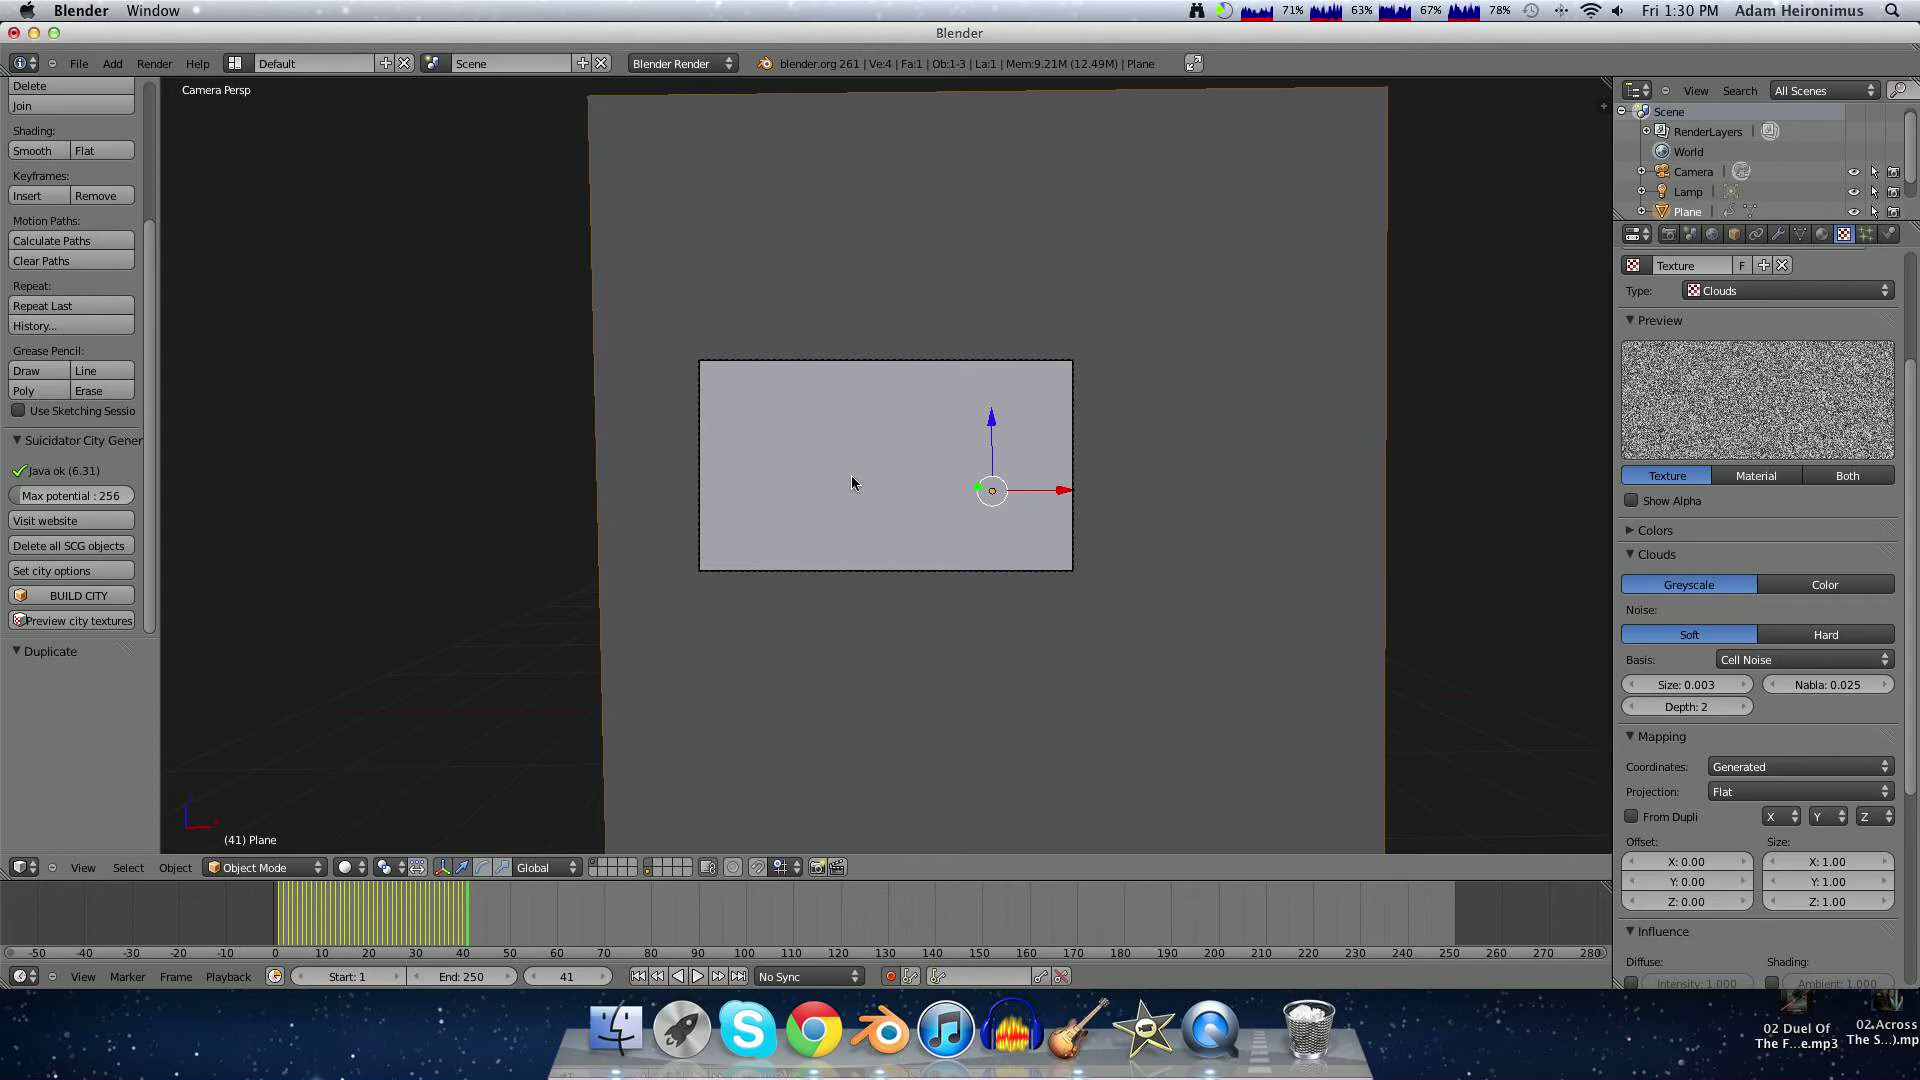 Blender Window 71% 63% 67% 78% Fri 1:30 PM Adam Heironimus
Blender
File Add Render Help Default Scene Blender Render blender.org 261 | Ve:4 | Fa:1 | Ob:1-3 | La:1 | Mem:9.21M (12.49M) | Plane
Delete
Join
Shading:
Smooth Flat
Keyframes:
Insert Remove
Motion Paths:
Calculate Paths
Clear Paths
Repeat:
Repeat Last
History...
Grease Pencil:
Draw Line
Poly Erase
Use Sketching Sessio
Suicidator City Gener
Java ok (6.31)
Max potential : 256
Visit website
Delete all SCG objects
Set city options
BUILD CITY
Preview city textures
Duplicate
Camera Persp
(41) Plane
View Search All Scenes
Scene
RenderLayers
World
Camera
Lamp
Plane
Texture F
Type: Clouds
Preview
Texture Material Both
Show Alpha
Colors
Clouds
Greyscale Color
Noise:
Soft Hard
Basis: Cell Noise
Size: 0.003 Nabla: 0.025
Depth: 2
Mapping
Coordinates: Generated
Projection: Flat
From Dupli X Y Z
Offset: Size:
X: 0.00 X: 1.00
Y: 0.00 Y: 1.00
Z: 0.00 Z: 1.00
Influence
Diffuse: Shading:
Intensity: 1.000 Ambient: 1.000
View Select Object Object Mode Global
-50 -40 -30 -20 -10 0 10 20 30 40 50 60 70 80 90 100 110 120 130 140 150 160 170 180 190 200 210 220 230 240 250 260 270 280
View Marker Frame Playback Start: 1 End: 250 41 No Sync
02 Duel Of
The F...e.mp3
02 Across
The S...).mp